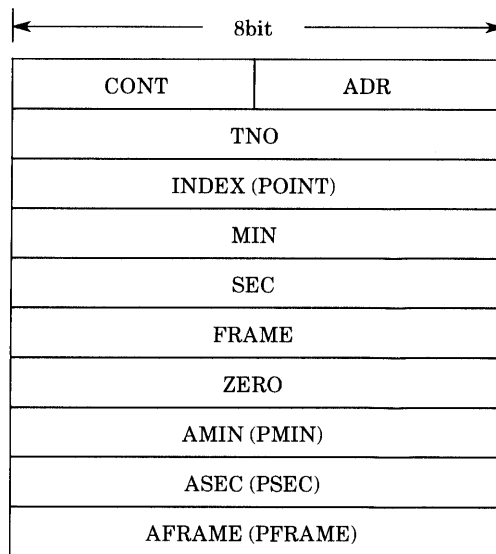 8bit
CONT ADR
TNO
INDEX (POINT)
MIN
SEC
FRAME
ZERO
AMIN (PMIN)
ASEC (PSEC)
AFRAME (PFRAME)